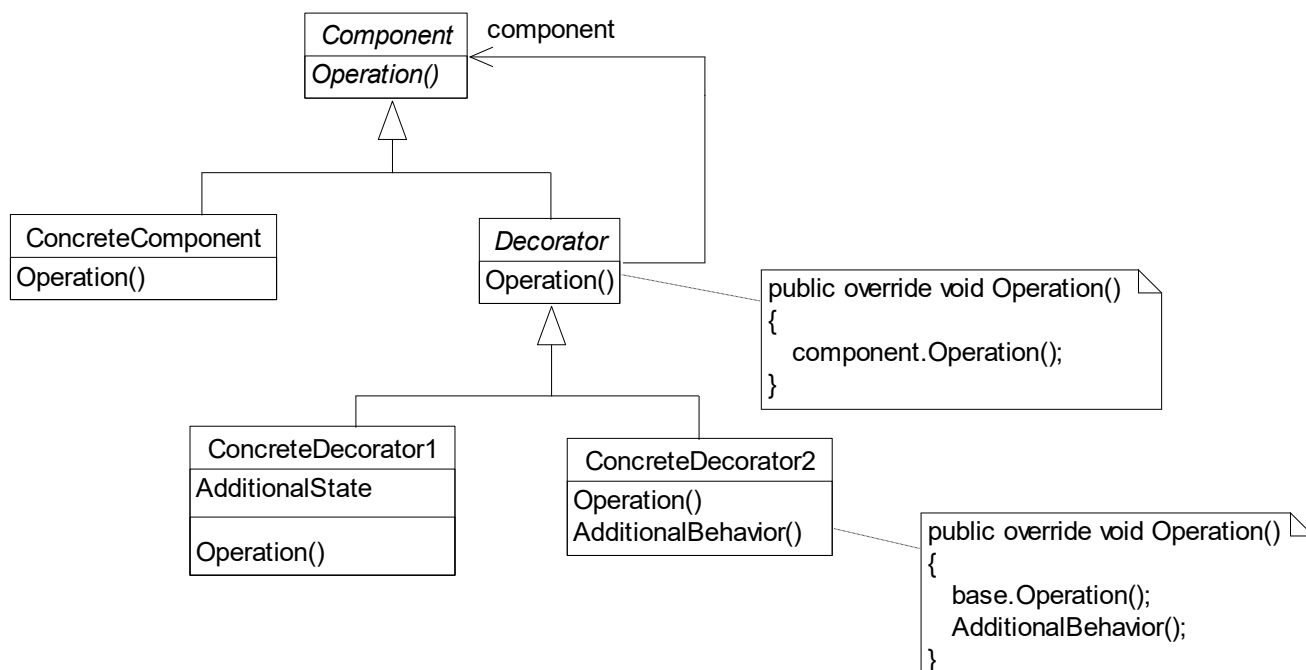 Component
component
Operation()
ConcreteComponent
Operation()
Decorator
Operation()
public override void Operation()
{
component.Operation();
}
ConcreteDecorator1
AdditionalState
Operation()
ConcreteDecorator2
Operation()
AdditionalBehavior()
public override void Operation()
{
base.Operation();
AdditionalBehavior();
}